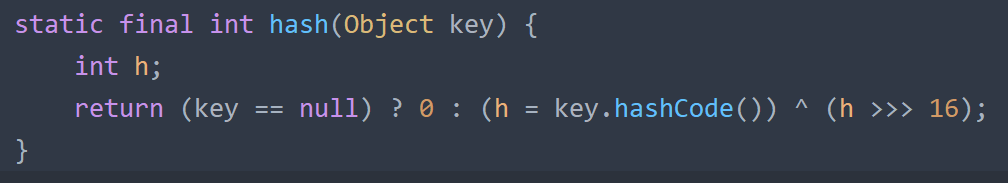 static final int hash(Object key) {
    int h;
    return (key == null) ? 0 : (h = key.hashCode()) ^ (h >>> 16);
}